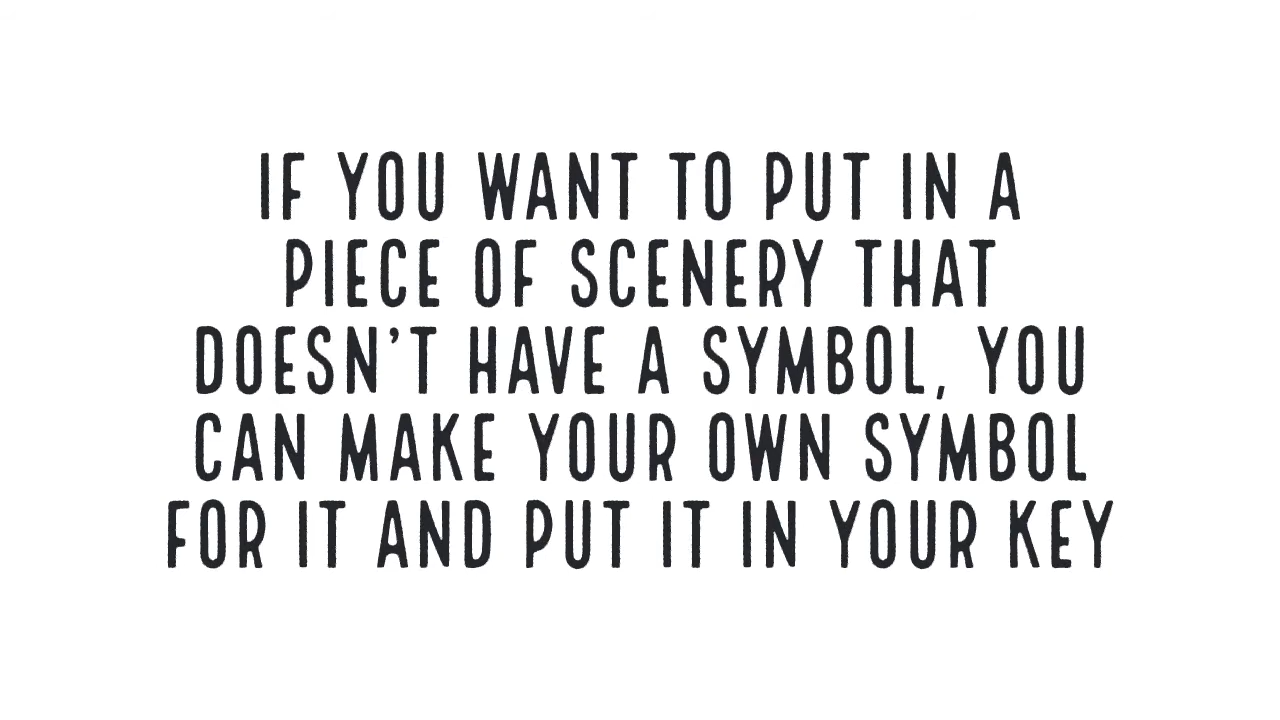 IF YOU WANT TO PUT IN A
PIECE OF SCENERY THAT
DOESN'T HAVE A SYMBOL, YOU
CAN MAKE YOUR OWN SYMBOL
FOR IT AND PUT IT IN YOUR KEY